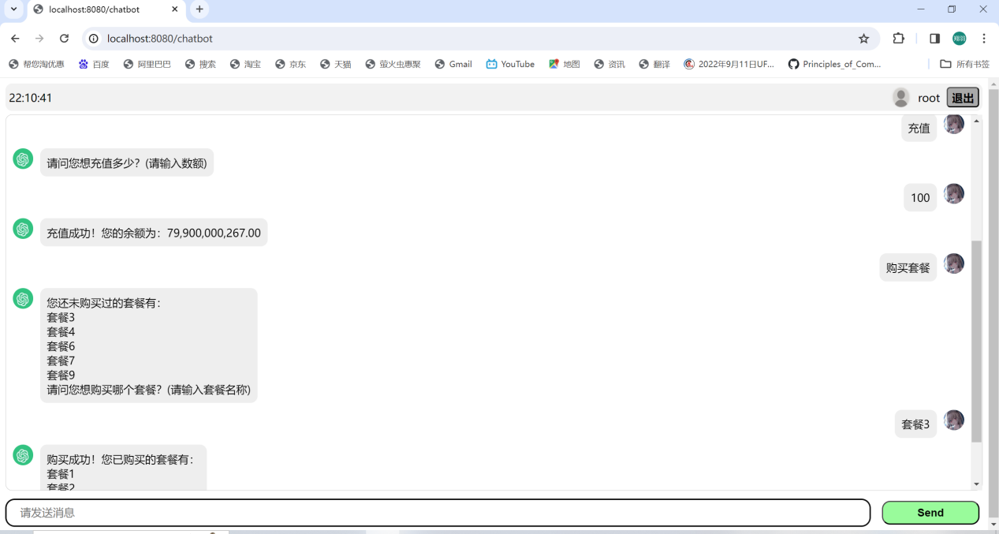 localhost:8080/chatbot
localhost:8080/chatbot
帮您淘优惠 百度 阿里巴巴 搜索 淘宝 京东 天猫 萤火虫惠聚 Gmail YouTube 地图 资讯 翻译 2022年9月11日UF... Principles_of_Com... 所有书签
22:10:41 root 退出
充值
请问您想充值多少？(请输入数额)
100
充值成功！您的余额为：79,900,000,267.00
购买套餐
您还未购买过的套餐有：
套餐3
套餐4
套餐6
套餐7
套餐9
请问您想购买哪个套餐？(请输入套餐名称)
套餐3
购买成功！您已购买的套餐有：
套餐1
套餐2
请发送消息 Send